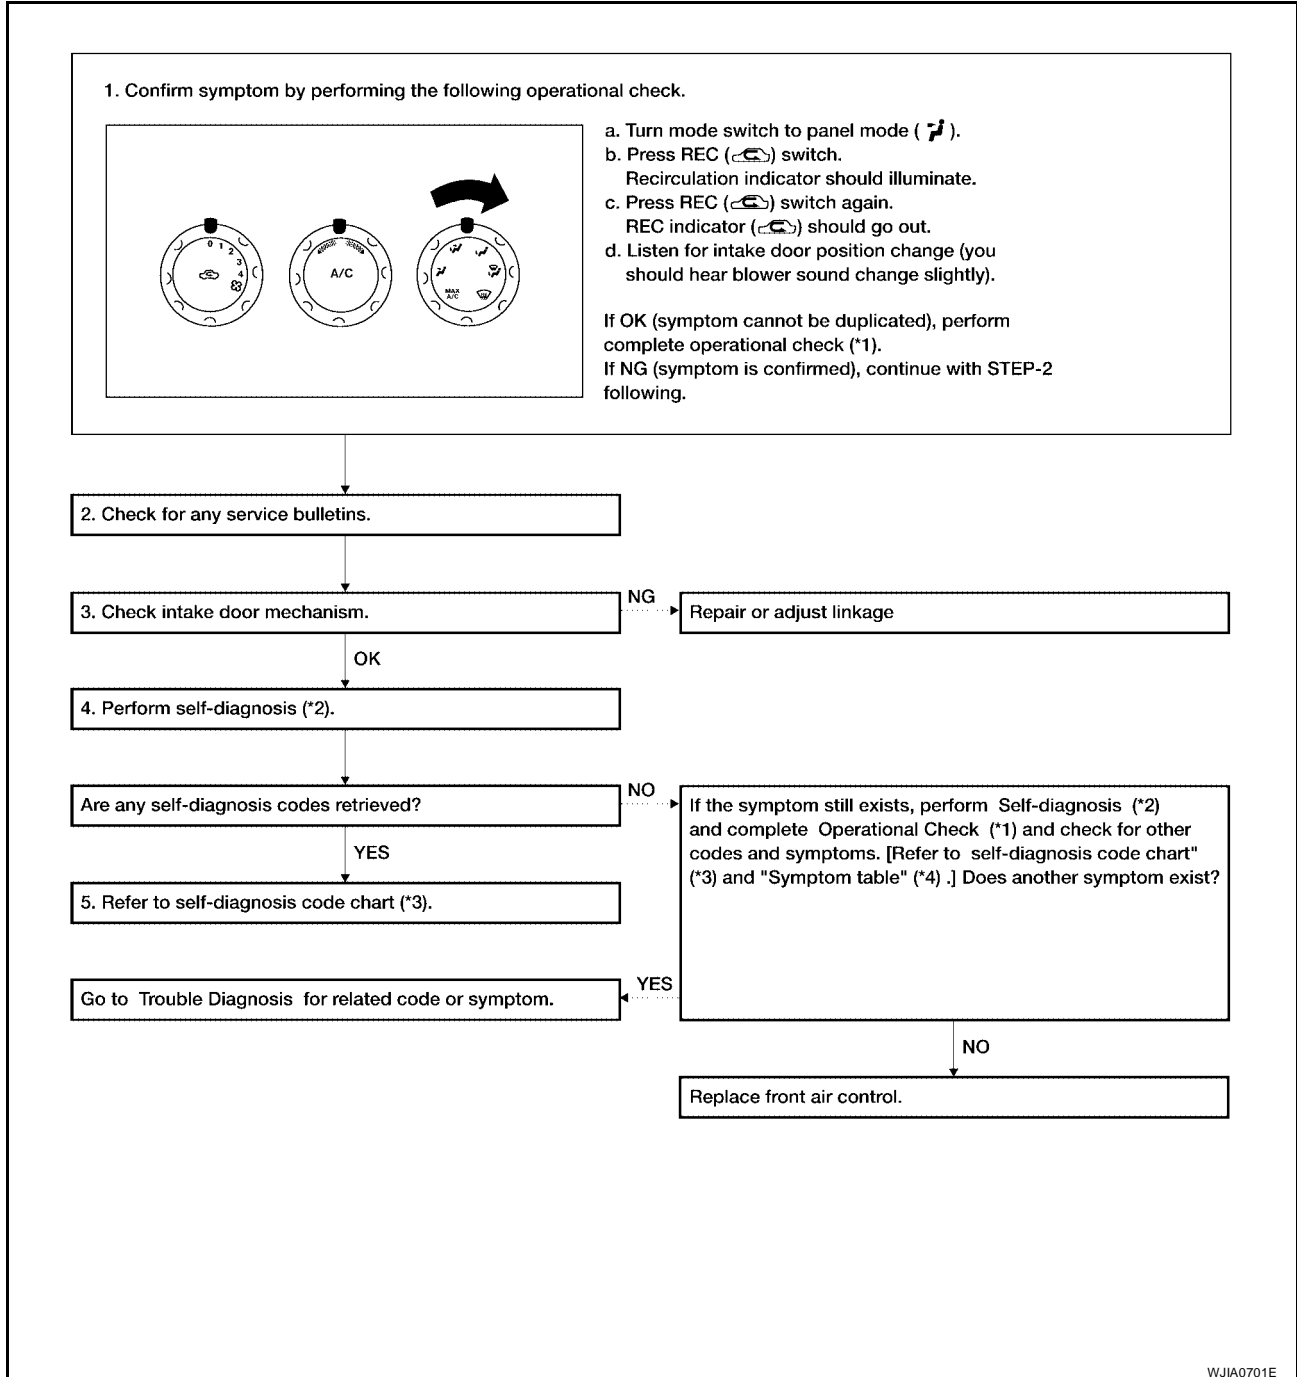 1. Confirm symptom by performing the following operational check.
0 1 2 3 4
A/C
MAX
A/C
a. Turn mode switch to panel mode ( ).
b. Press REC ( ) switch.
Recirculation indicator should illuminate.
c. Press REC ( ) switch again.
REC indicator ( ) should go out.
d. Listen for intake door position change (you
should hear blower sound change slightly).
If OK (symptom cannot be duplicated), perform
complete operational check (*1).
If NG (symptom is confirmed), continue with STEP-2
following.
2. Check for any service bulletins.
3. Check intake door mechanism.
NG
Repair or adjust linkage
OK
4. Perform self-diagnosis (*2).
Are any self-diagnosis codes retrieved?
NO
If the symptom still exists, perform Self-diagnosis (*2)
and complete Operational Check (*1) and check for other
codes and symptoms. [Refer to self-diagnosis code chart"
(*3) and "Symptom table" (*4) .] Does another symptom exist?
YES
5. Refer to self-diagnosis code chart (*3).
YES
Go to Trouble Diagnosis for related code or symptom.
NO
Replace front air control.
WJIA0701E